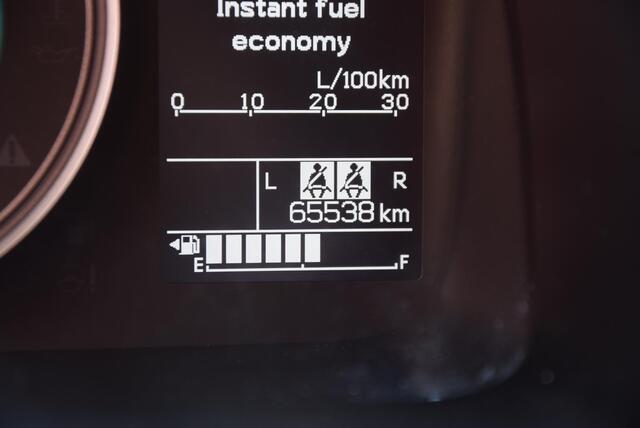 Instant fuel
economy
L/100km
0 10 20 30
L R
65538 km
E F